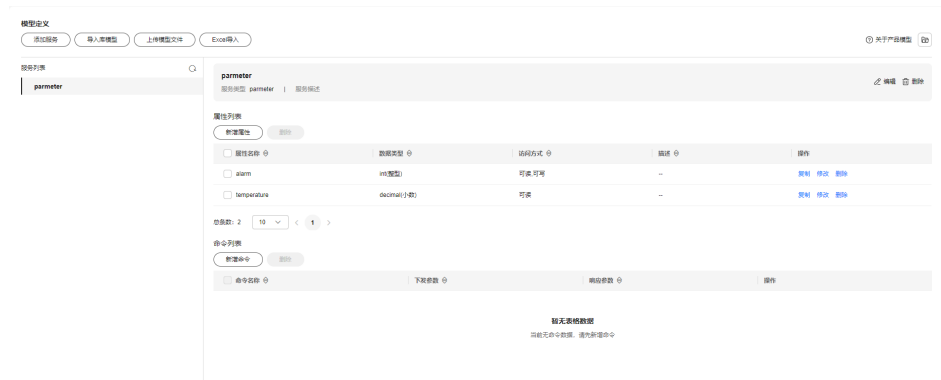 模型定义
添加服务 导入库模型 上传模型文件 Excel导入 关于产品模型
服务列表
parmeter
parmeter
服务类型 parmeter | 服务描述
编辑 删除
属性列表
新增属性 删除
属性名称 数据类型 访问方式 描述 操作
alarm int(整型) 可读,可写 -- 复制 修改 删除
temperature decimal(小数) 可读 -- 复制 修改 删除
总条数: 2 10 < 1 >
命令列表
新增命令 删除
命令名称 下发参数 响应参数 操作
暂无表格数据
当前无命令数据，请先新增命令